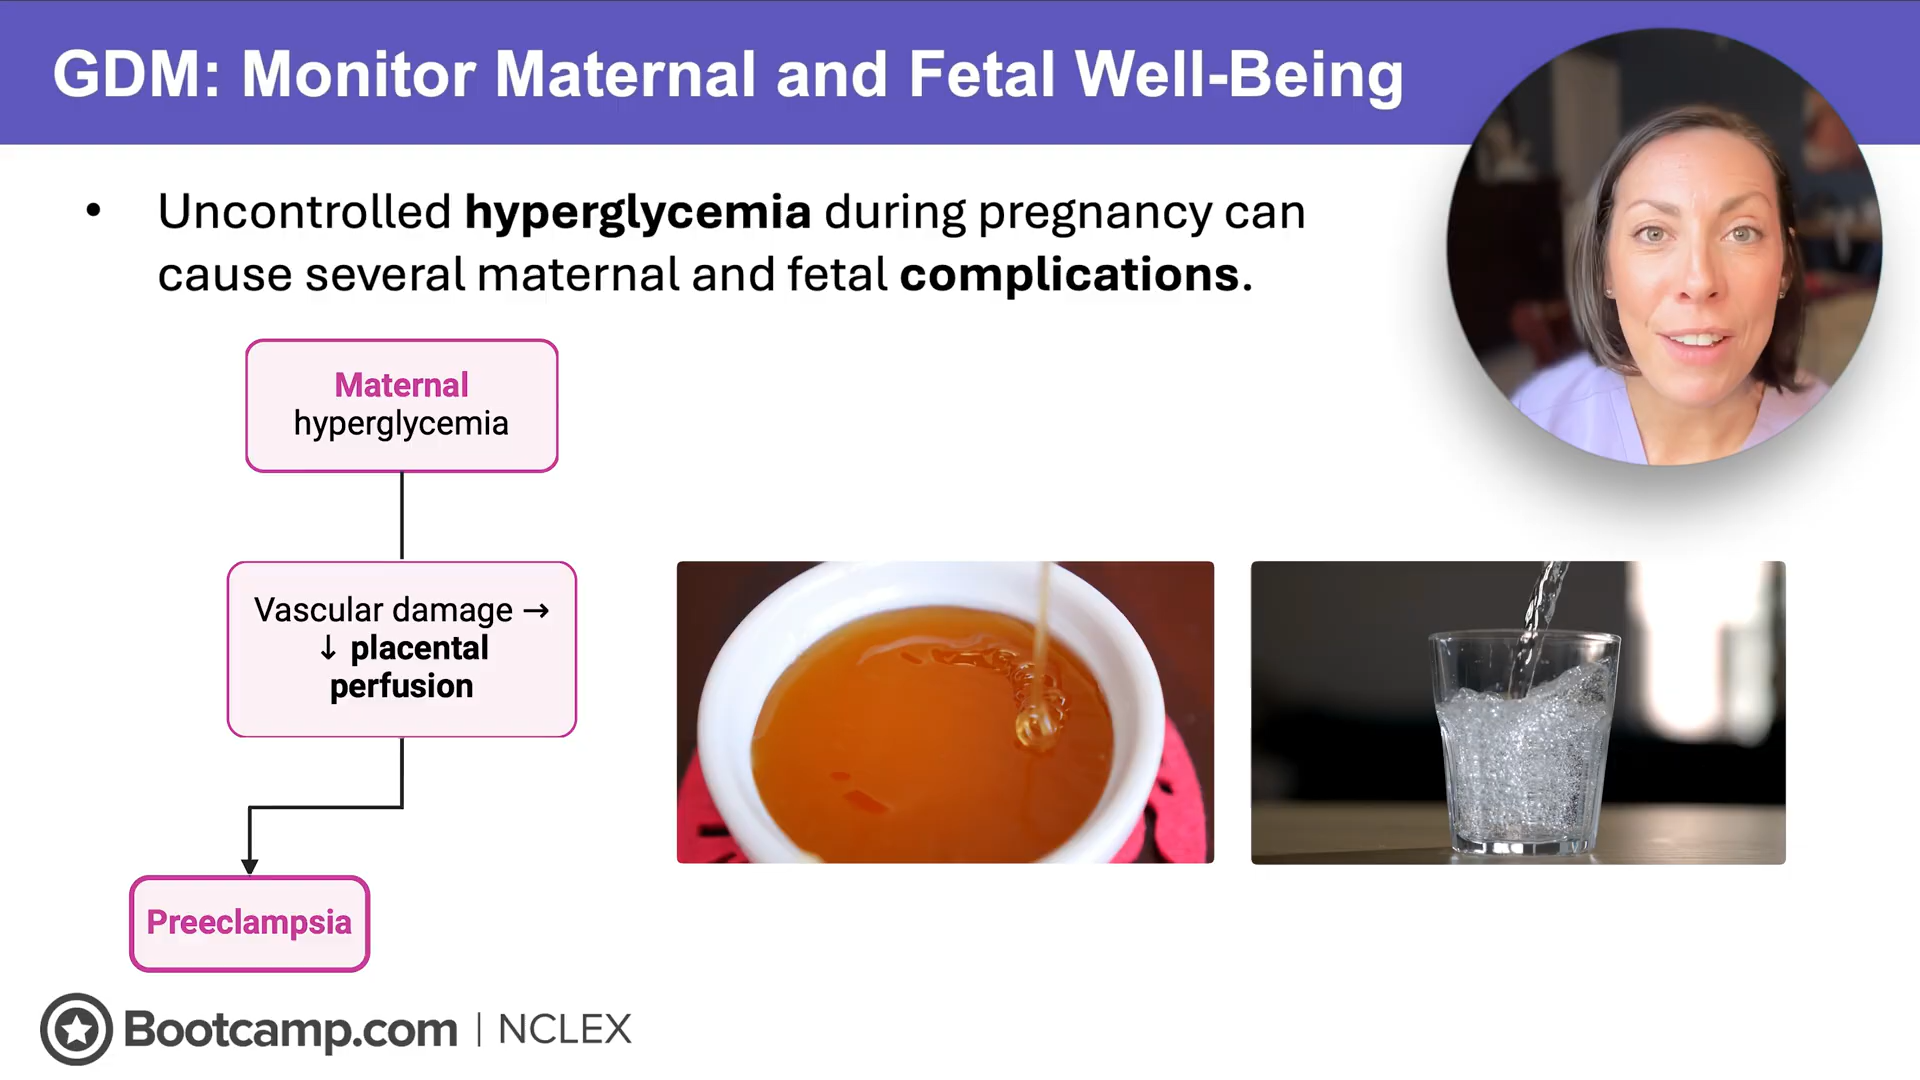 GDM: Monitor Maternal and Fetal Well-Being
• Uncontrolled hyperglycemia during pregnancy can
cause several maternal and fetal complications.
Maternal
hyperglycemia
Vascular damage →
↓ placental
perfusion
Preeclampsia
Bootcamp.com | NCLEX